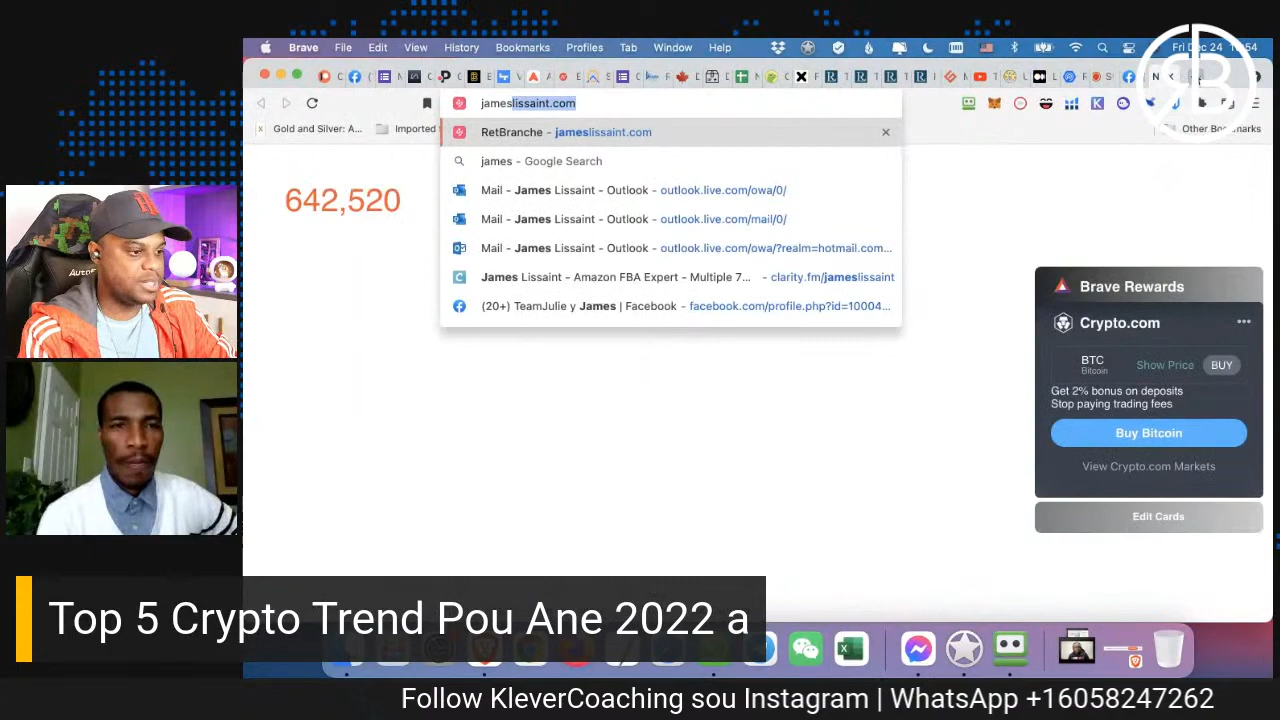 Brave File Edit View History Bookmarks Profiles Tab Window Help
Fri Dec 24
jameslissaint.com
Gold and Silver: A...
Imported
Other Bookmarks
RetBranche - jameslissaint.com
james - Google Search
Mail - James Lissaint - Outlook - outlook.live.com/owa/0/
Mail - James Lissaint - Outlook - outlook.live.com/mail/0/
Mail - James Lissaint - Outlook - outlook.live.com/owa/?realm=hotmail.com...
James Lissaint - Amazon FBA Expert - Multiple 7... - clarity.fm/jameslissaint
(20+) TeamJulie y James | Facebook - facebook.com/profile.php?id=10004...
642,520
Brave Rewards
Crypto.com
BTC
Bitcoin
Show Price
BUY
Get 2% bonus on deposits
Stop paying trading fees
Buy Bitcoin
View Crypto.com Markets
Edit Cards
Top 5 Crypto Trend Pou Ane 2022 a
Follow KleverCoaching sou Instagram | WhatsApp +16058247262